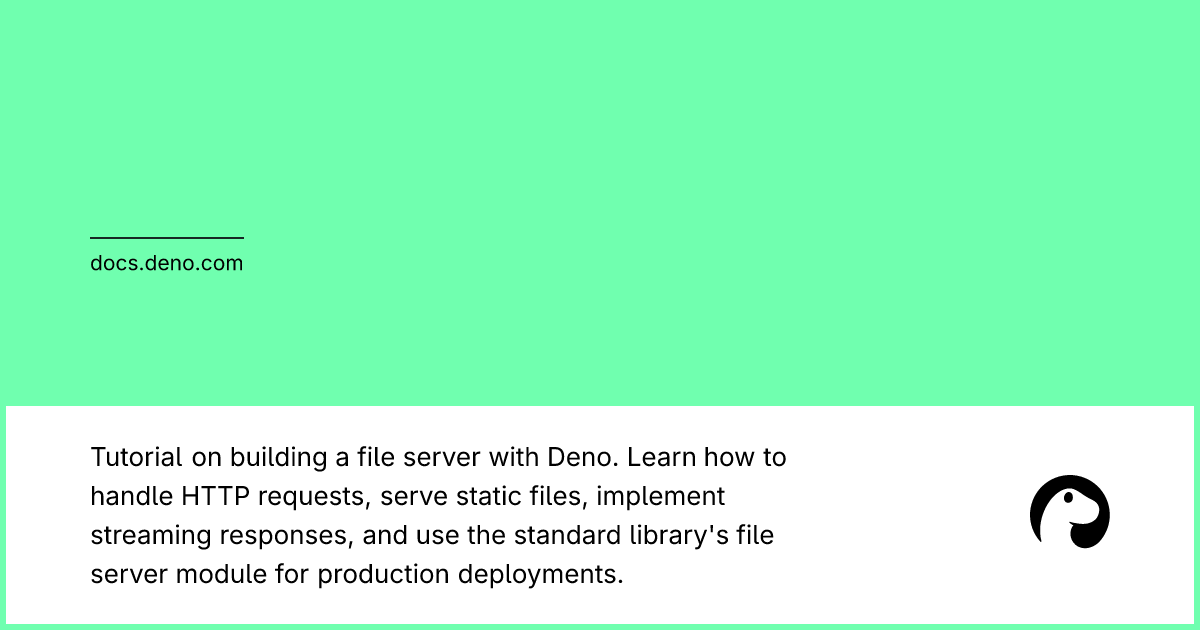 docs.deno.com
Tutorial on building a file server with Deno. Learn how to
handle HTTP requests, serve static files, implement
streaming responses, and use the standard library's file
server module for production deployments.